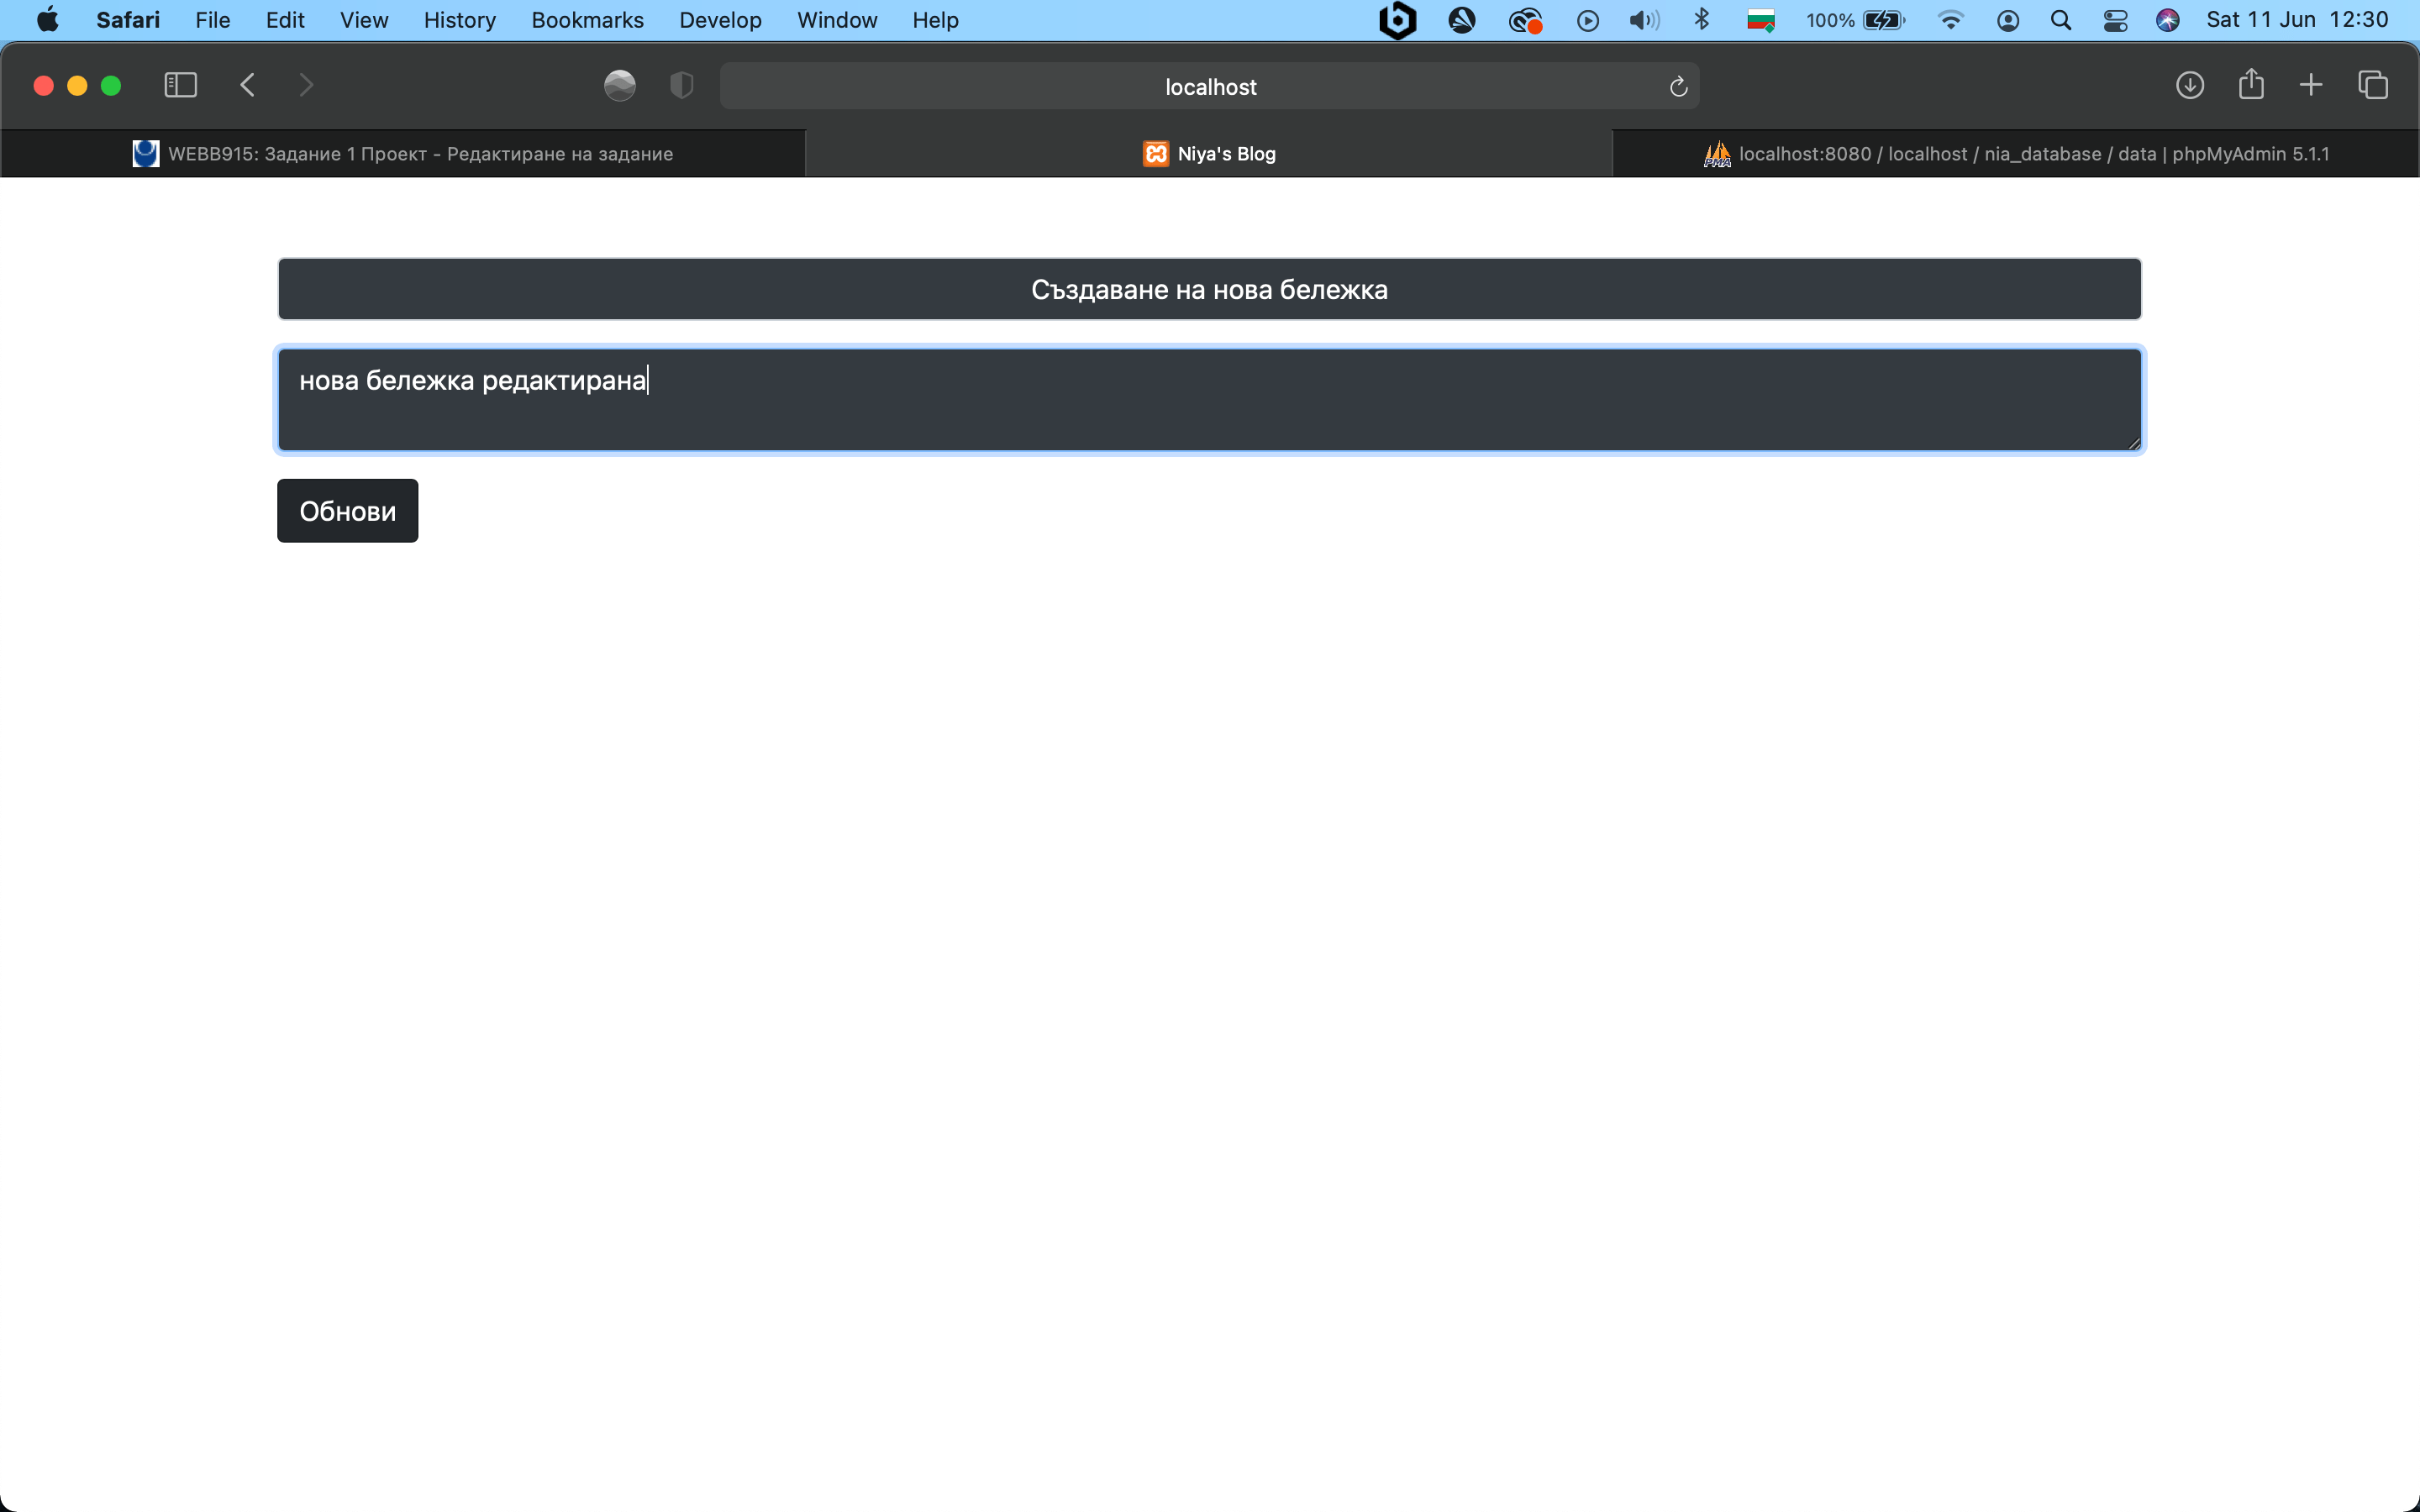 Safari File Edit View History Bookmarks Develop Window Help 100% Sat 11 Jun 12:30
localhost
WEBB915: Задание 1 Проект - Редактиране на задание
Niya's Blog
localhost:8080 / localhost / nia_database / data | phpMyAdmin 5.1.1
Създаване на нова бележка
нова бележка редактирана
Обнови